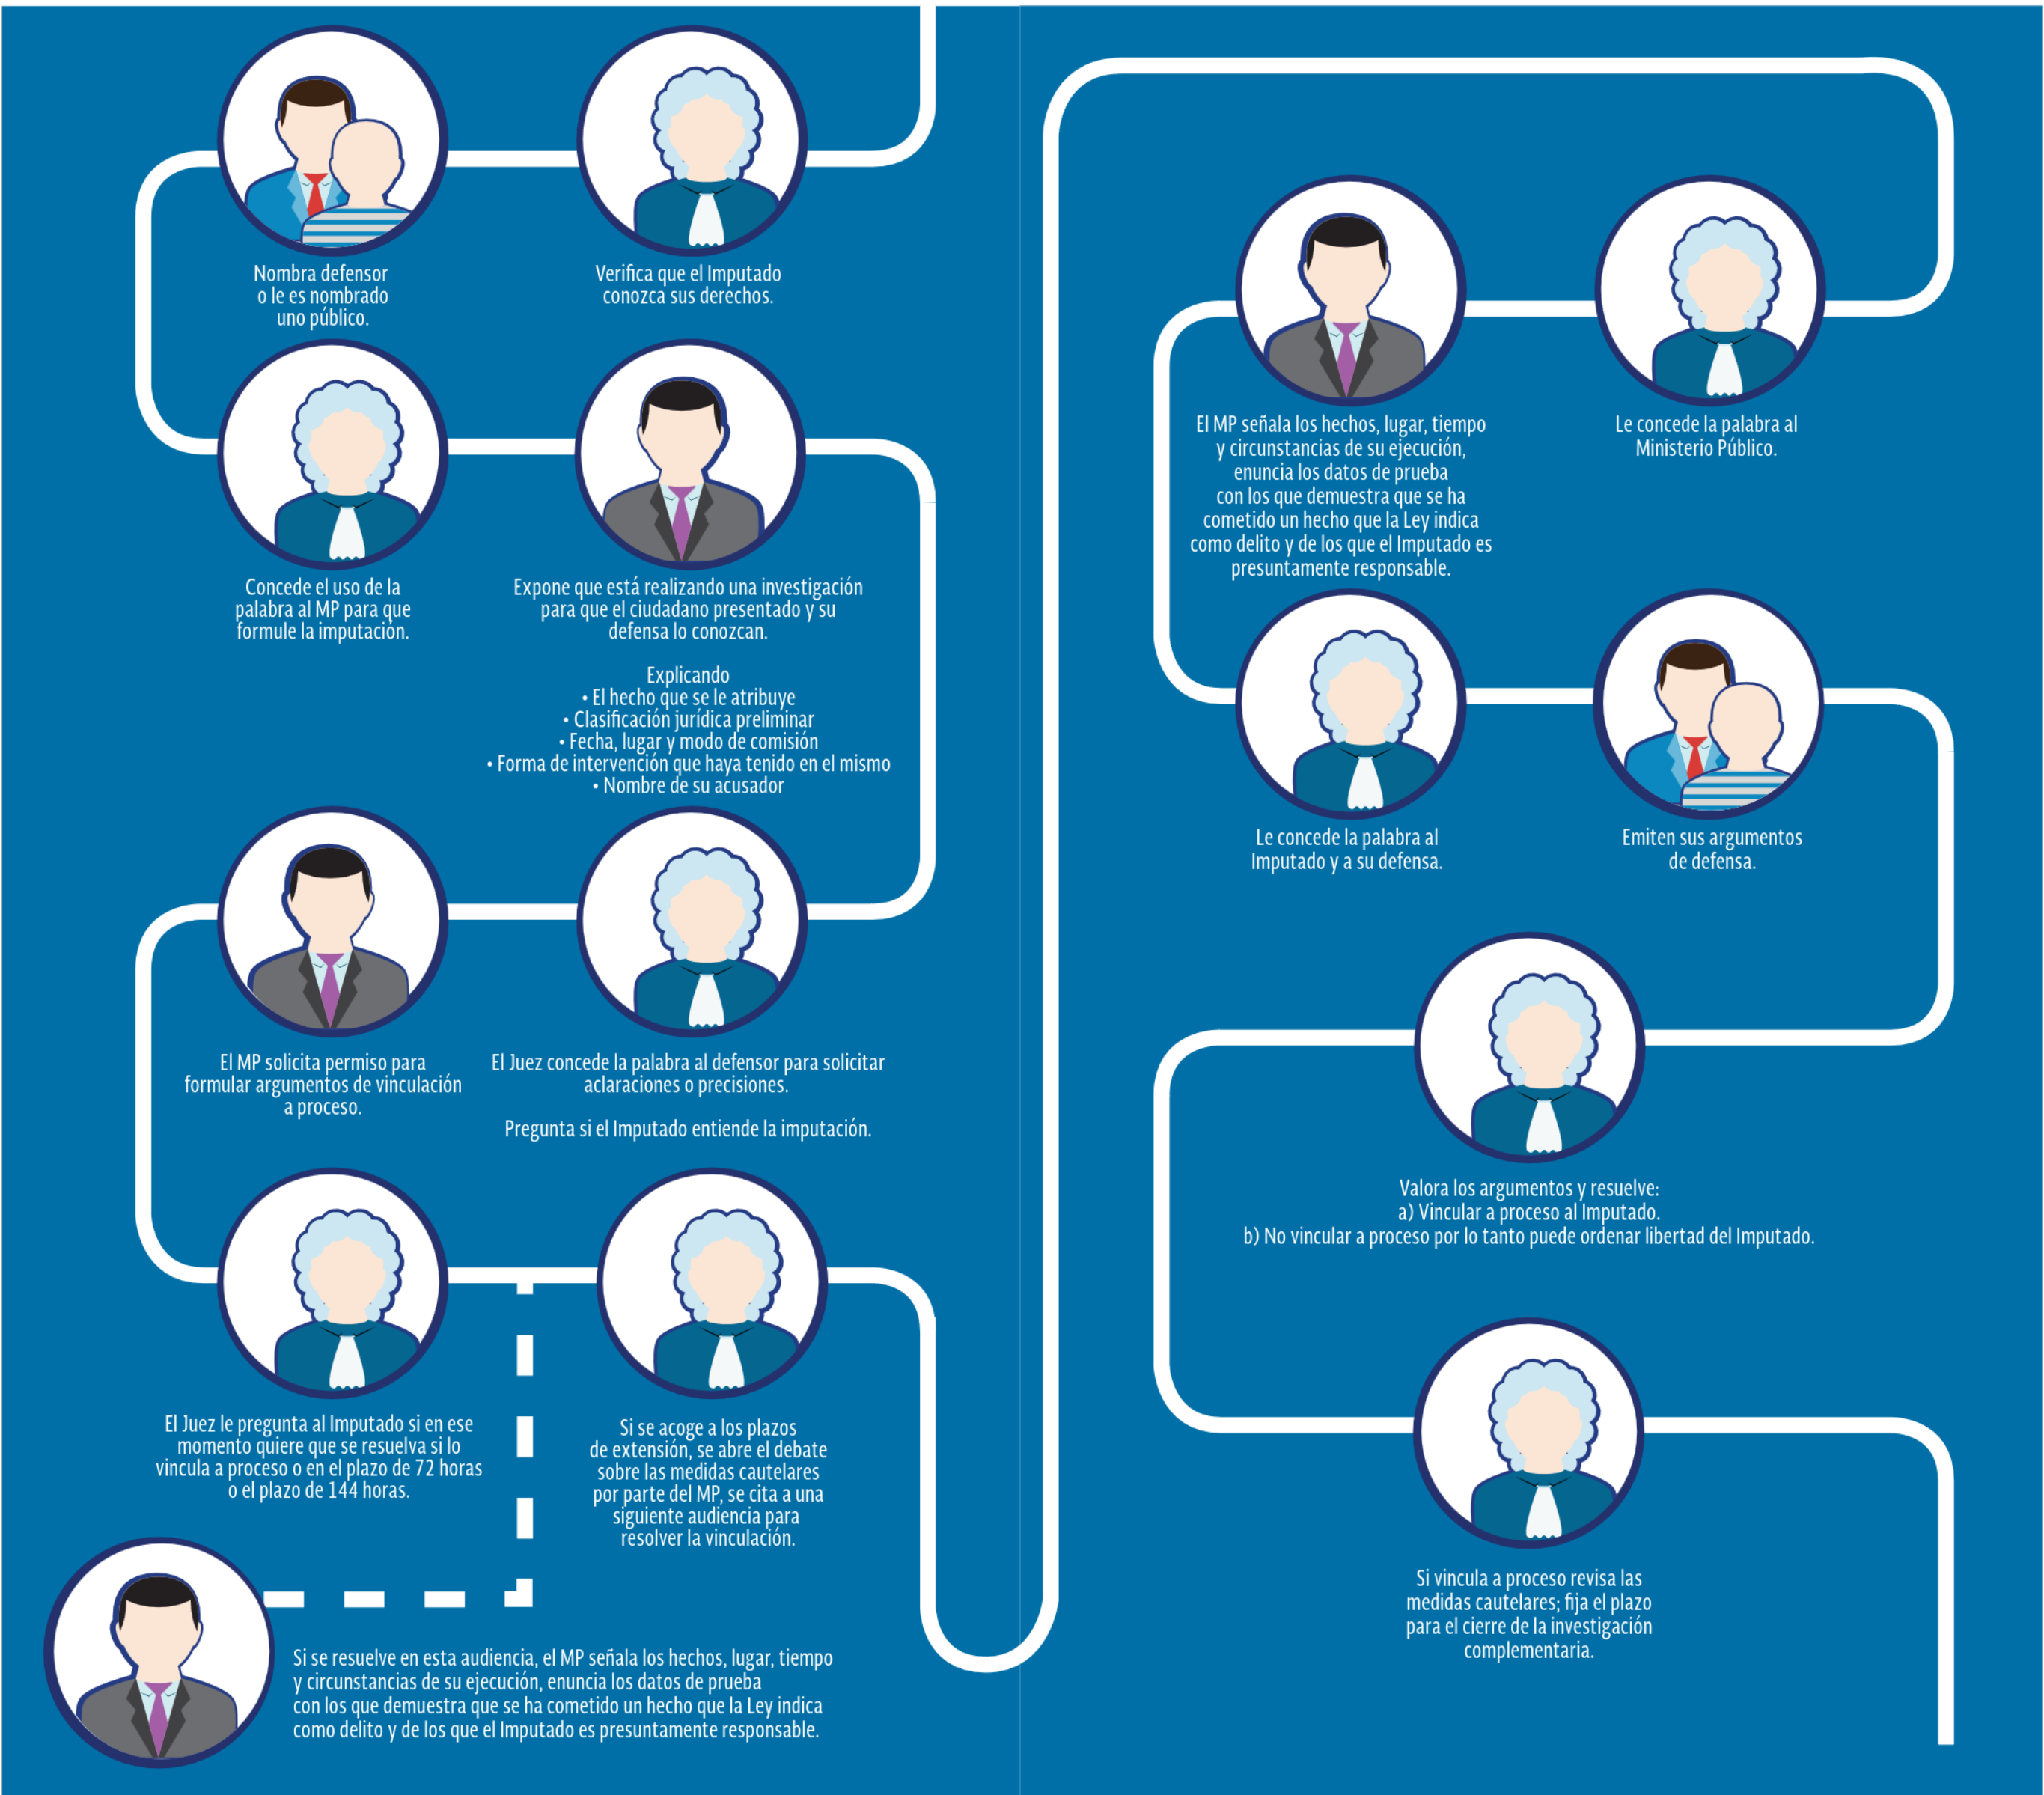 Nombra defensor
o le es nombrado
uno público.
Verifica que el Imputado
conozca sus derechos.
Concede el uso de la
palabra al MP para que
formule la imputación.
Expone que está realizando una investigación
para que el ciudadano presentado y su
defensa lo conozcan.
Explicando
• El hecho que se le atribuye
• Clasificación jurídica preliminar
• Fecha, lugar y modo de comisión
• Forma de intervención que haya tenido en el mismo
• Nombre de su acusador
El MP solicita permiso para
formular argumentos de vinculación
a proceso.
El Juez concede la palabra al defensor para solicitar
aclaraciones o precisiones.
Pregunta si el Imputado entiende la imputación.
El Juez le pregunta al Imputado si en ese
momento quiere que se resuelva si lo
vincula a proceso o en el plazo de 72 horas
o el plazo de 144 horas.
Si se acoge a los plazos
de extensión, se abre el debate
sobre las medidas cautelares
por parte del MP, se cita a una
siguiente audiencia para
resolver la vinculación.
Si se resuelve en esta audiencia, el MP señala los hechos, lugar, tiempo
y circunstancias de su ejecución, enuncia los datos de prueba
con los que demuestra que se ha cometido un hecho que la Ley indica
como delito y de los que el Imputado es presuntamente responsable.
El MP señala los hechos, lugar, tiempo
y circunstancias de su ejecución,
enuncia los datos de prueba
con los que demuestra que se ha
cometido un hecho que la Ley indica
como delito y de los que el Imputado es
presuntamente responsable.
Le concede la palabra al
Ministerio Público.
Le concede la palabra al
Imputado y a su defensa.
Emiten sus argumentos
de defensa.
Valora los argumentos y resuelve:
a) Vincular a proceso al Imputado.
b) No vincular a proceso por lo tanto puede ordenar libertad del Imputado.
Si vincula a proceso revisa las
medidas cautelares; fija el plazo
para el cierre de la investigación
complementaria.